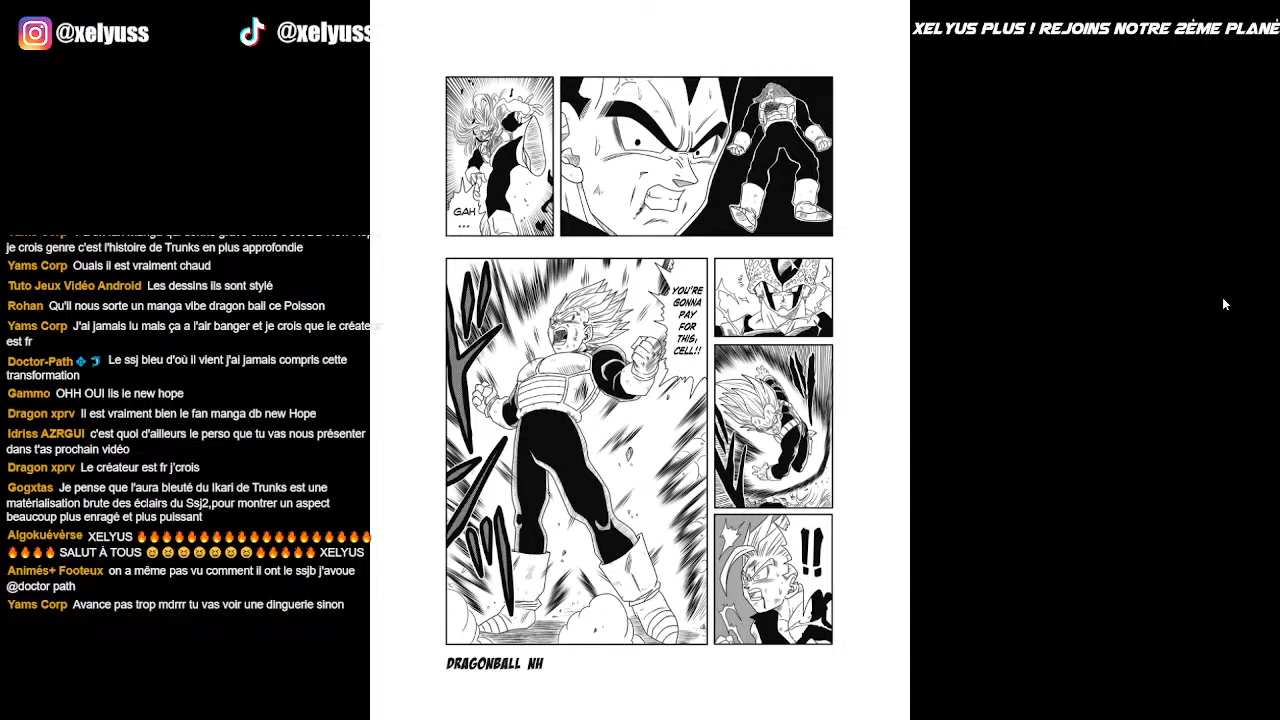 @xelyuss
@xelyuss
XELYUS PLUS ! REJOINS NOTRE 2ÈME PLANÈ
je crois genre c'est l'histoire de Trunks en plus approfondie
Yams Corp Ouais il est vraiment chaud
Tuto Jeux Vidéo Android Les dessins ils sont stylé
Rohan Qu'il nous sorte un manga vibe dragon ball ce Poisson
Yams Corp J'ai jamais lu mais ça a l'air banger et je crois que le créate
est fr
Doctor-Path Le ssj bleu d'où il vient j'ai jamais compris cette
transformation
Gammo OHH OUI lis le new hope
Dragon xprv Il est vraiment bien le fan manga db new Hope
Idriss AZRGUI c'est quoi d'ailleurs le perso que tu vas nous présenter
dans t'as prochain vidéo
Dragon xprv Le créateur est fr j'crois
Gogxtas Je pense que l'aura bleuté du Ikari de Trunks est une
matérialisation brute des éclairs du Ssj2,pour montrer un aspect
beaucoup plus enragé et plus puissant
Algokuévèrse XELYUS 🔥🔥🔥🔥🔥🔥🔥🔥🔥🔥🔥🔥🔥🔥🔥🔥🔥🔥🔥
🔥🔥🔥🔥 SALUT À TOUS 😆😆😆😆😆😆😆🔥🔥🔥🔥🔥 XELYUS
Animés+ Footeux on a même pas vu comment il ont le ssjb j'avoue
@doctor path
Yams Corp Avance pas trop mdrrr tu vas voir une dinguerie sinon
!
GAH
...
YOU'RE
GONNA
PAY
FOR
THIS,
CELL!!
!!
DRAGONBALL NH